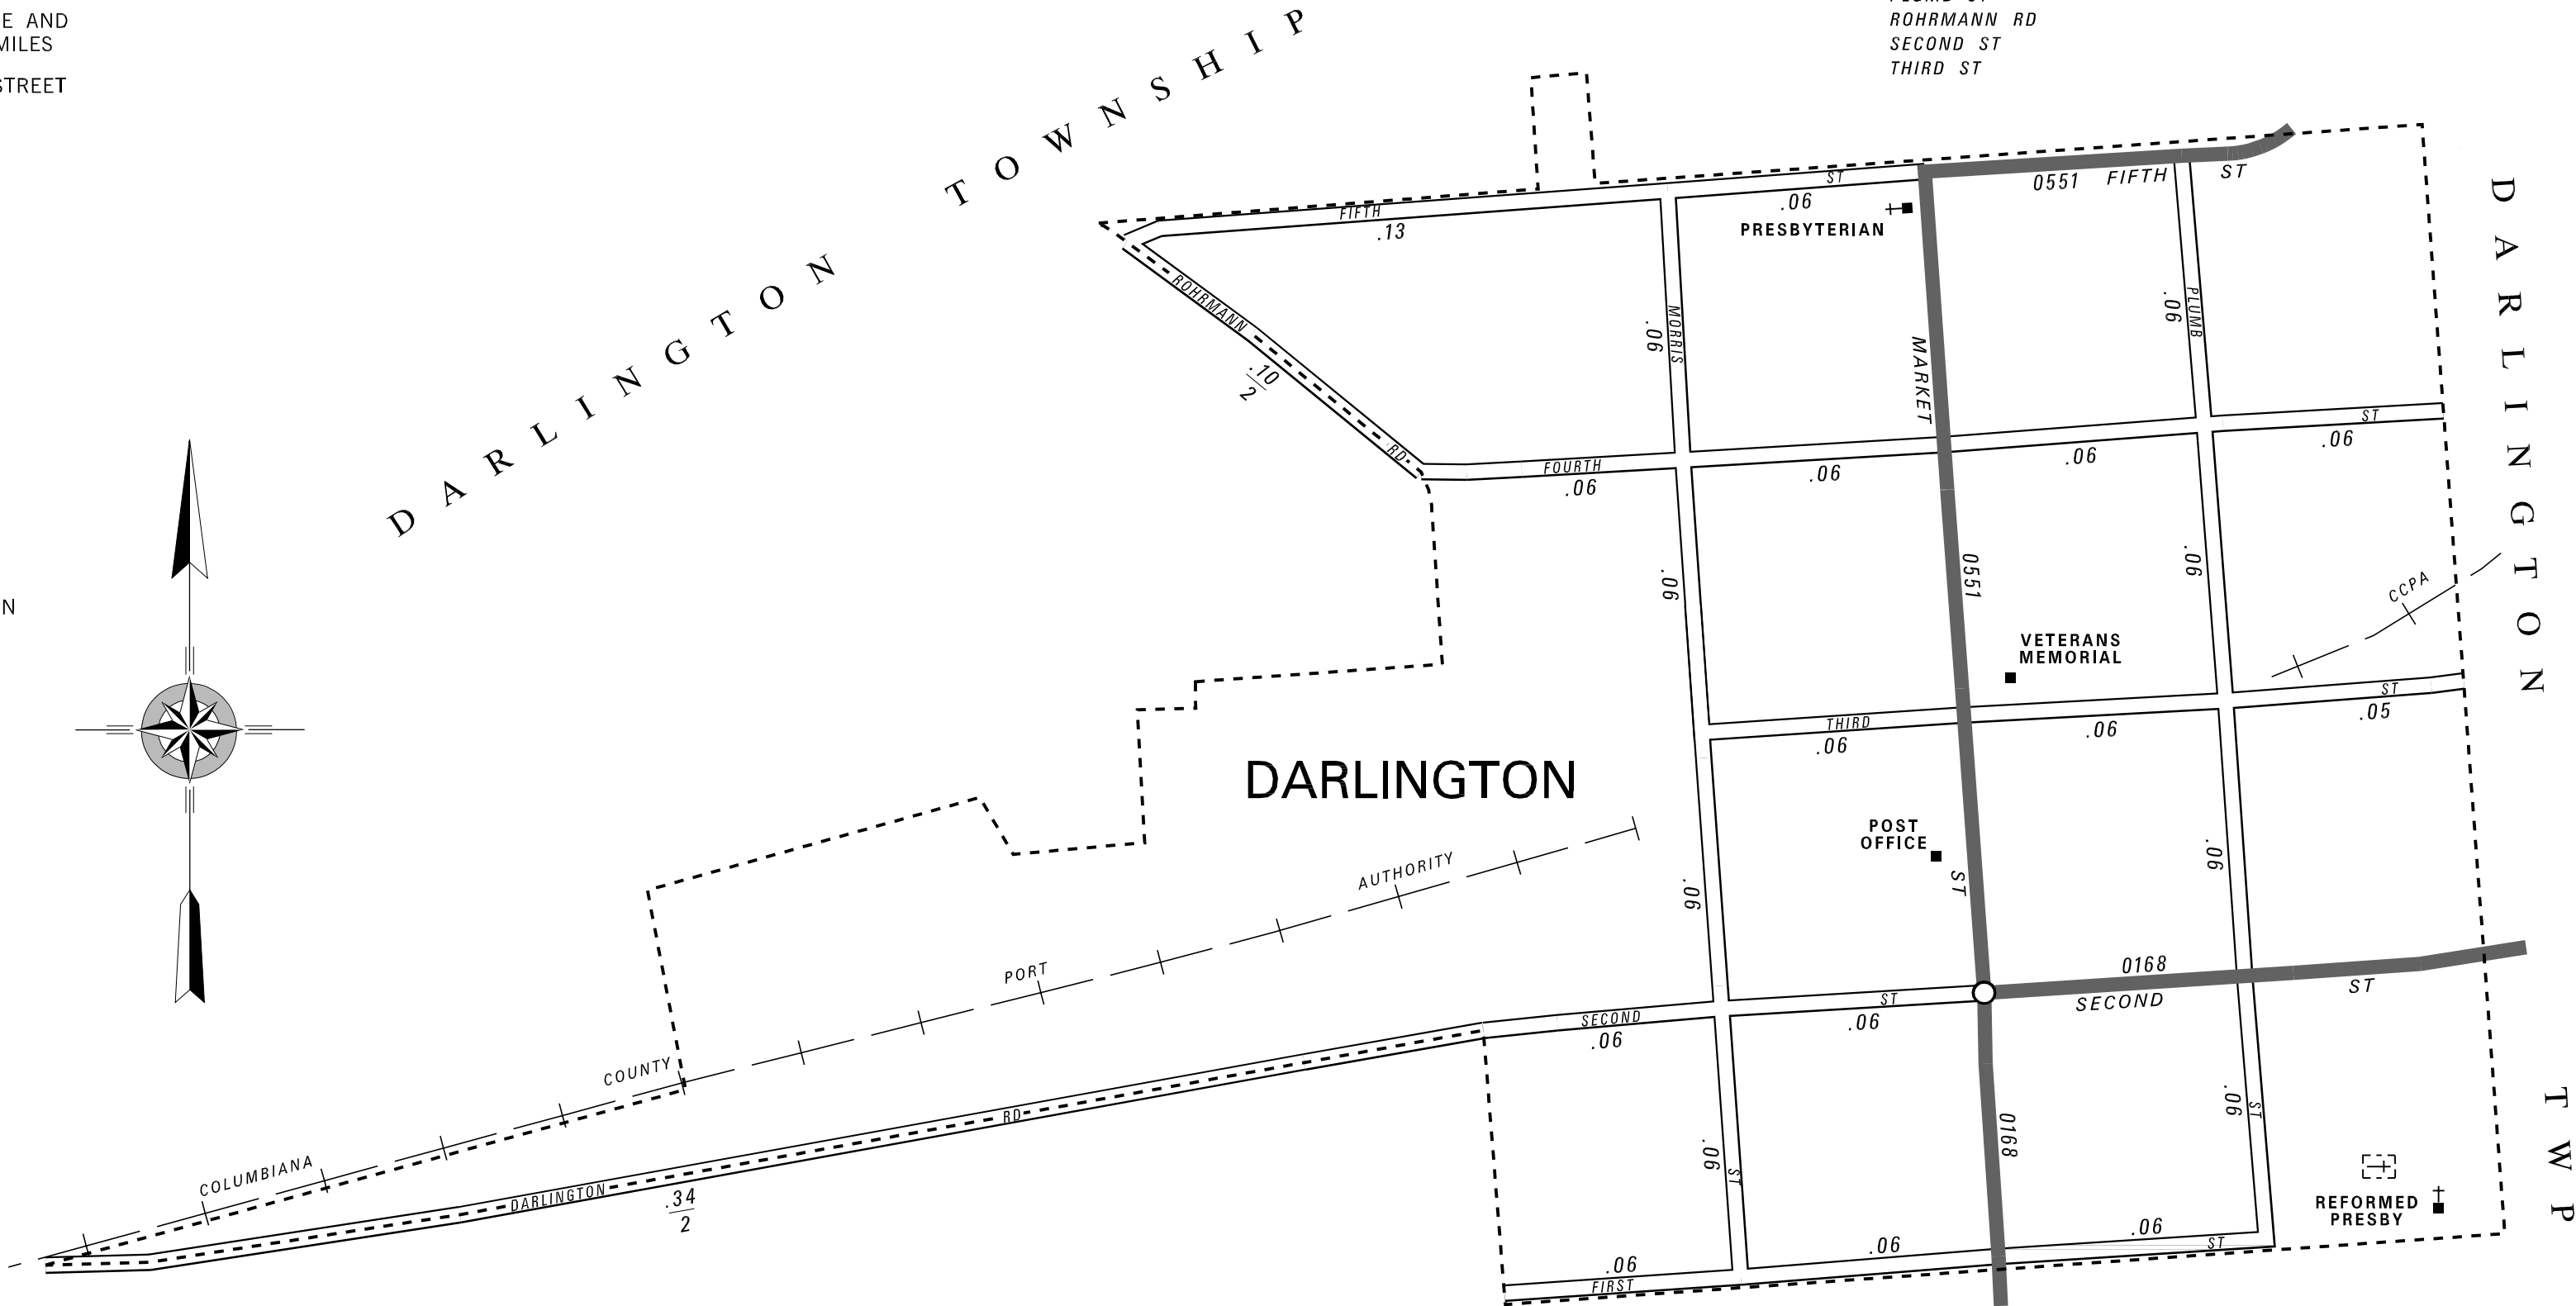 E AND
MILES
STREET
N
ROHRMANN RD
SECOND ST
THIRD ST
DARLINGTON TOWNSHIP
DARLINGTON TWP
FIFTH ST
.13
.06
PRESBYTERIAN
0551 FIFTH ST
ROHRMANN RD
.10
2
MORRIS
.06
MARKET
PLUMB
.06
FOURTH ST
.06
.06
.06
.06
.06
0551
.06
CCPA
VETERANS
MEMORIAL
THIRD ST
.06
.06
.05
DARLINGTON
POST
OFFICE
.06
ST
.06
COLUMBIANA COUNTY PORT AUTHORITY
0168
SECOND ST
SECOND ST
.06
.06
DARLINGTON RD
.34
2
.06
ST
0168
.06
ST
REFORMED
PRESBY
FIRST ST
.06
.06
.06